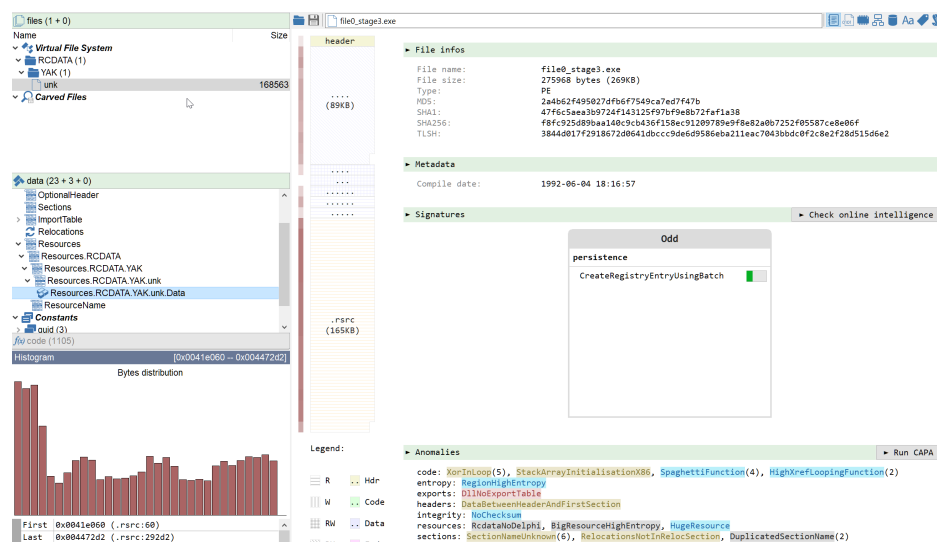 files (1 + 0)
Name Size
Virtual File System
RCDATA (1)
YAK (1)
unk 168563
Carved Files
data (23 + 3 + 0)
OptionalHeader
Sections
ImportTable
Relocations
Resources
Resources.RCDATA
Resources.RCDATA.YAK
Resources.RCDATA.YAK.unk
Resources.RCDATA.YAK.unk.Data
ResourceName
Constants
guid (3)
f(x) code (1105)
Histogram [0x0041e060 -- 0x004472d2]
Bytes distribution
First 0x0041e060 (.rsrc:60)
Last 0x004472d2 (.rsrc:292d2)
file0_stage3.exe
Aa
header
....
(89KB)
....
...
......
......
.....
.rsrc
(165KB)
Legend:
R .. Hdr
W .. Code
RW .. Data
► File infos
File name: file0_stage3.exe
File size: 275968 bytes (269KB)
Type: PE
MD5: 2a4b62f495027dfb6f7549ca7ed7f47b
SHA1: 47f6c5aea3b9724f143125bf9e8b72faf1a38
SHA256: f8fc925d89baa140c9cb436f158ec91209789e9f8e82a0b7252f05587ce8e06f
TLSH: 3844d017f2918672d0641dbccc9de6d9586eba211eac7043bbdc0f2c8e2f28d515d6e2
► Metadata
Compile date: 1992-06-04 18:16:57
► Signatures ► Check online intelligence
Odd
persistence
CreateRegistryEntryUsingBatch
► Anomalies ► Run CAPA
code: XorInLoop(5), StackArrayInitialisationX86, SpaghettiFunction(4), HighXrefLoopingFunction(2)
entropy: RegionHighEntropy
exports: DllNoExportTable
headers: DataBetweenHeaderAndFirstSection
integrity: NoChecksum
resources: RcdataNoDelphi, BigResourceHighEntropy, HugeResource
sections: SectionNameUnknown(6), RelocationsNotInRelocSection, DuplicatedSectionName(2)